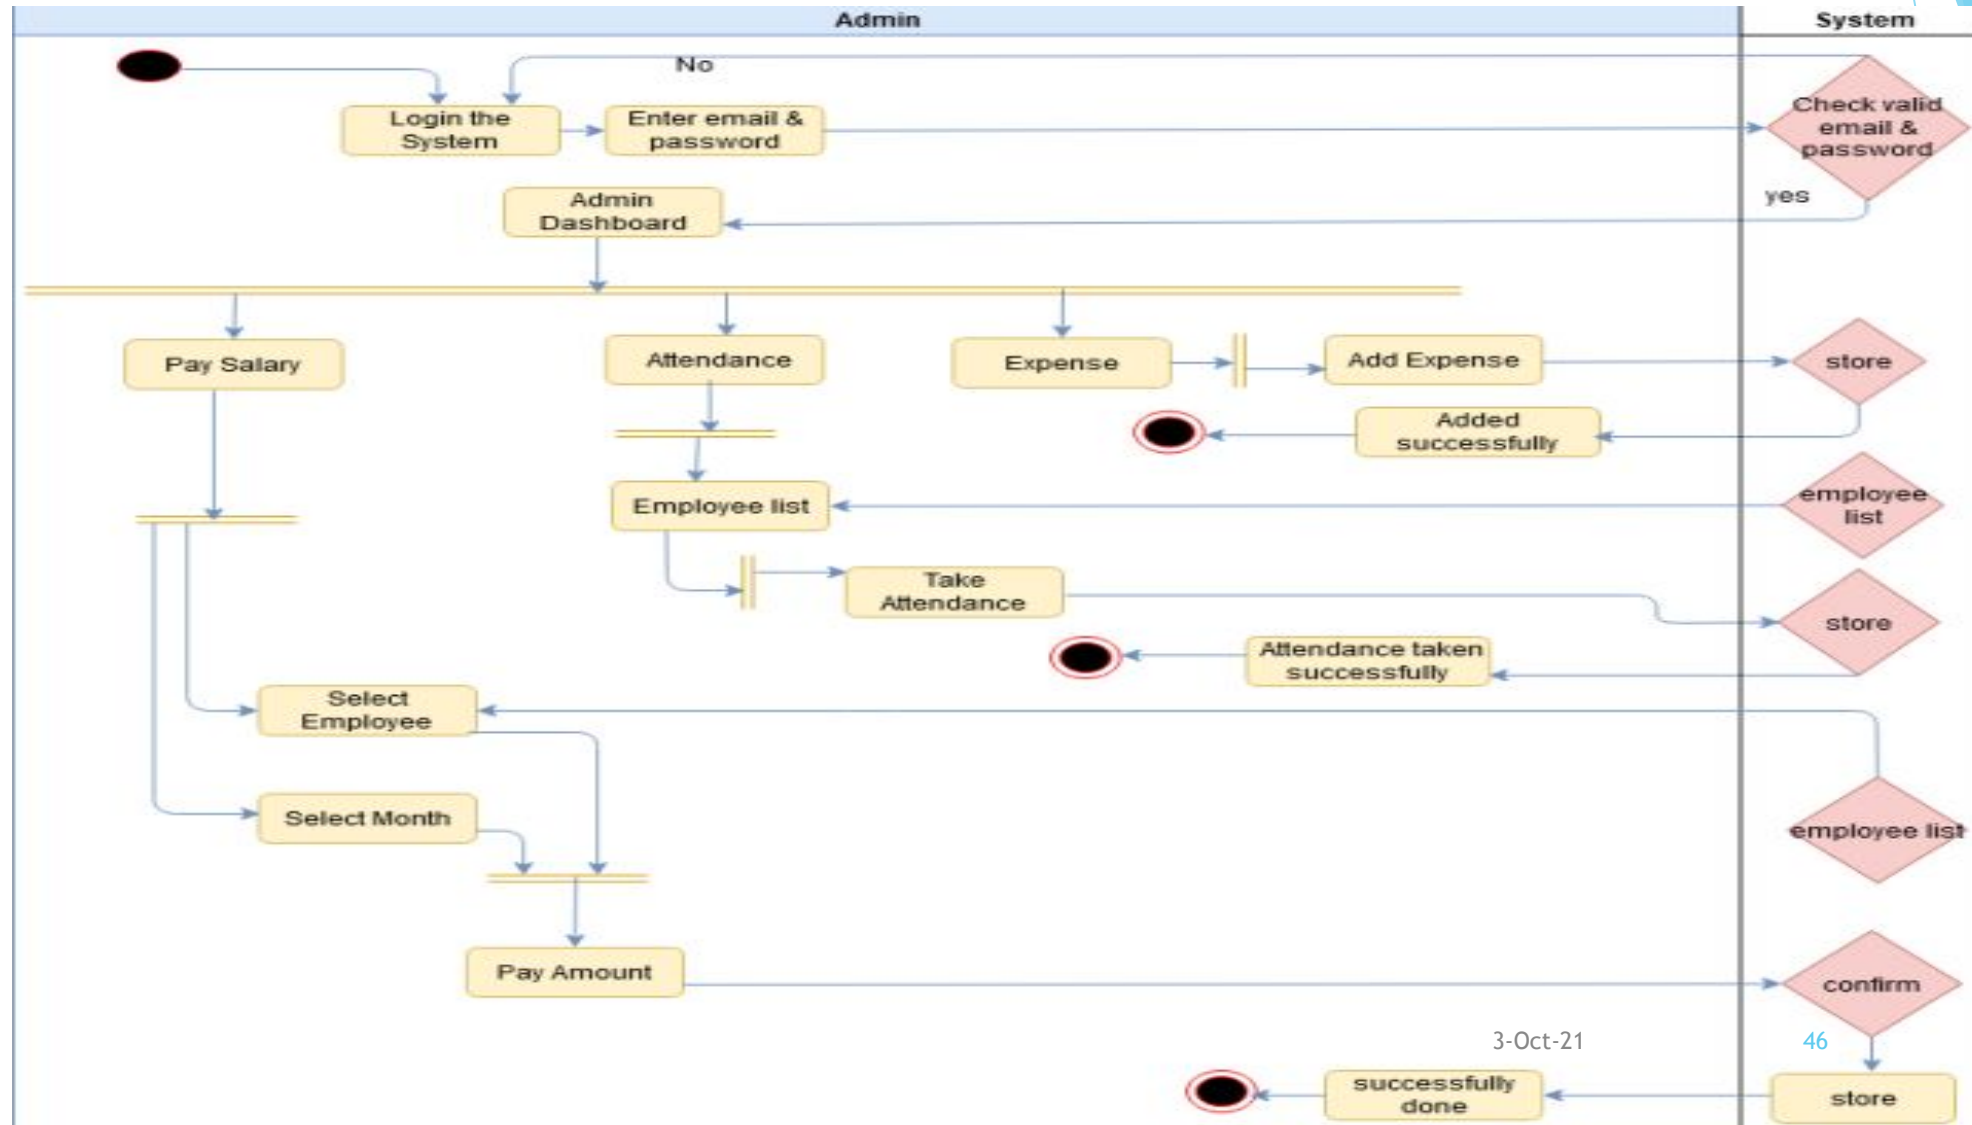 Admin
System
No
Login the
System
Enter email &
password
Check valid
email &
password
yes
Admin
Dashboard
Pay Salary
Attendance
Expense
Add Expense
store
Added
successfully
Employee list
employee
list
Take
Attendance
store
Attendance taken
successfully
Select
Employee
Select Month
employee list
Pay Amount
confirm
3-Oct-21
46
successfully
done
store